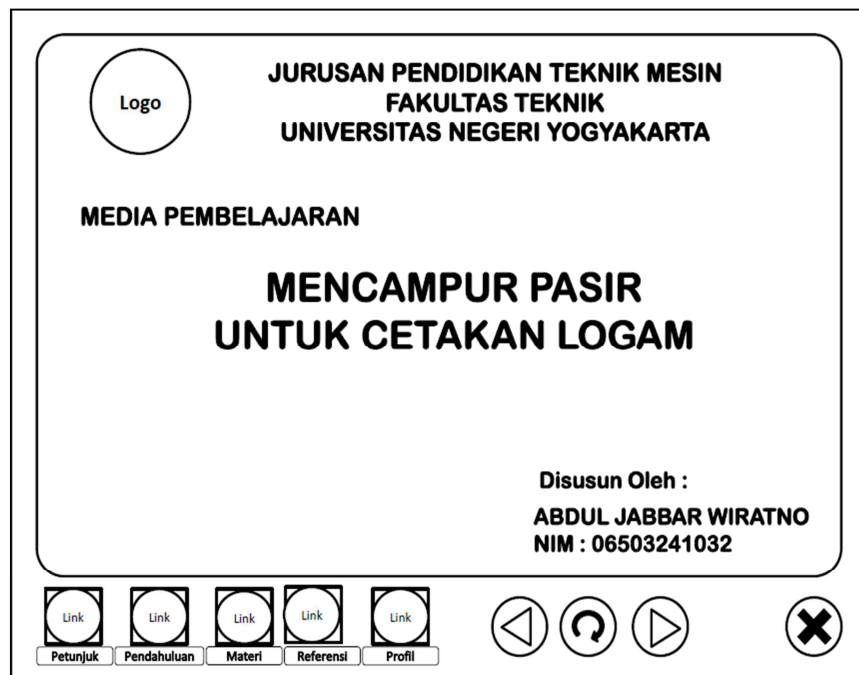 Logo
JURUSAN PENDIDIKAN TEKNIK MESIN
FAKULTAS TEKNIK
UNIVERSITAS NEGERI YOGYAKARTA
MEDIA PEMBELAJARAN
MENCAMPUR PASIR
UNTUK CETAKAN LOGAM
Disusun Oleh :
ABDUL JABBAR WIRATNO
NIM : 06503241032
Link Link Link Link Link
Petunjuk Pendahuluan Materi Referensi Profil